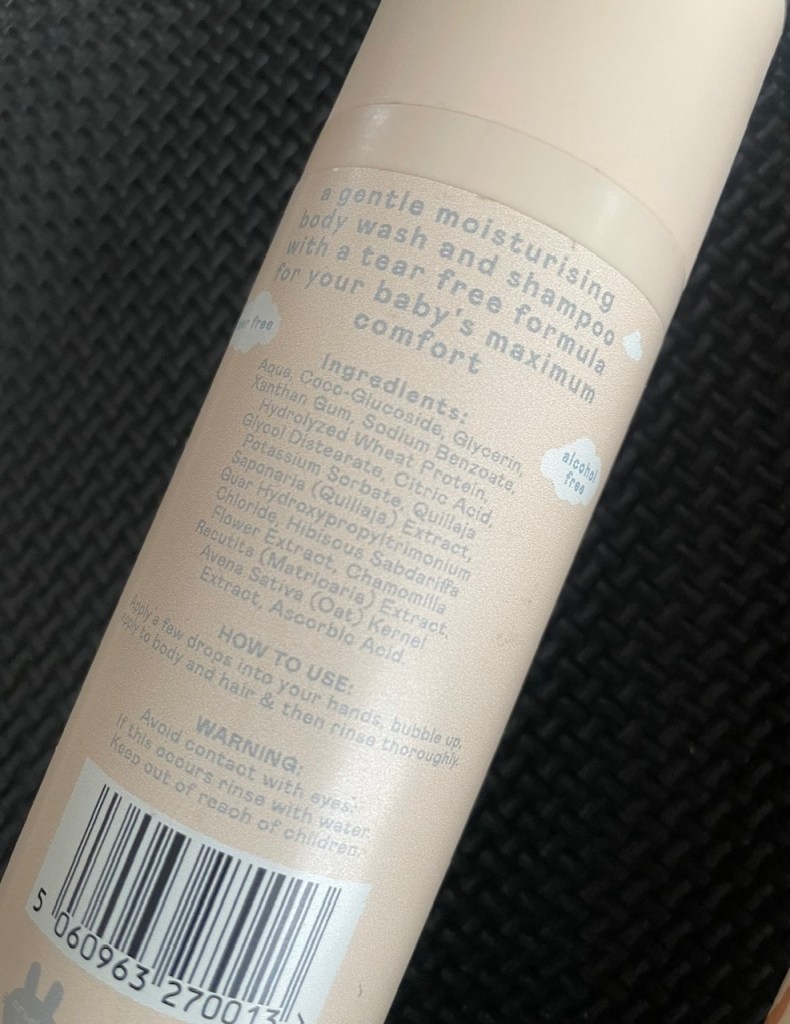 a gentle moisturising
body wash and shampoo
with a tear free formula
for your baby's maximum
comfort
free
alcohol
free
Ingredients:
Aqua, Coco-Glucoside, Glycerin,
Xanthan Gum, Sodium Benzoate,
Hydrolyzed Wheat Protein,
Glycol Distearate, Citric Acid,
Potassium Sorbate, Quillaja
Saponaria (Quillaja) Extract,
Guar Hydroxypropyltrimonium
Chloride, Hibiscus Sabdariffa
Flower Extract, Chamomilla
Recutita (Matricaria) Extract,
Avena Sativa (Oat) Kernel
Extract, Ascorbic Acid.
HOW TO USE:
Apply a few drops into your hands, bubble up,
apply to body and hair & then rinse thoroughly.
WARNING:
Avoid contact with eyes.
If this occurs rinse with water.
Keep out of reach of children.
5 060963 270013 >